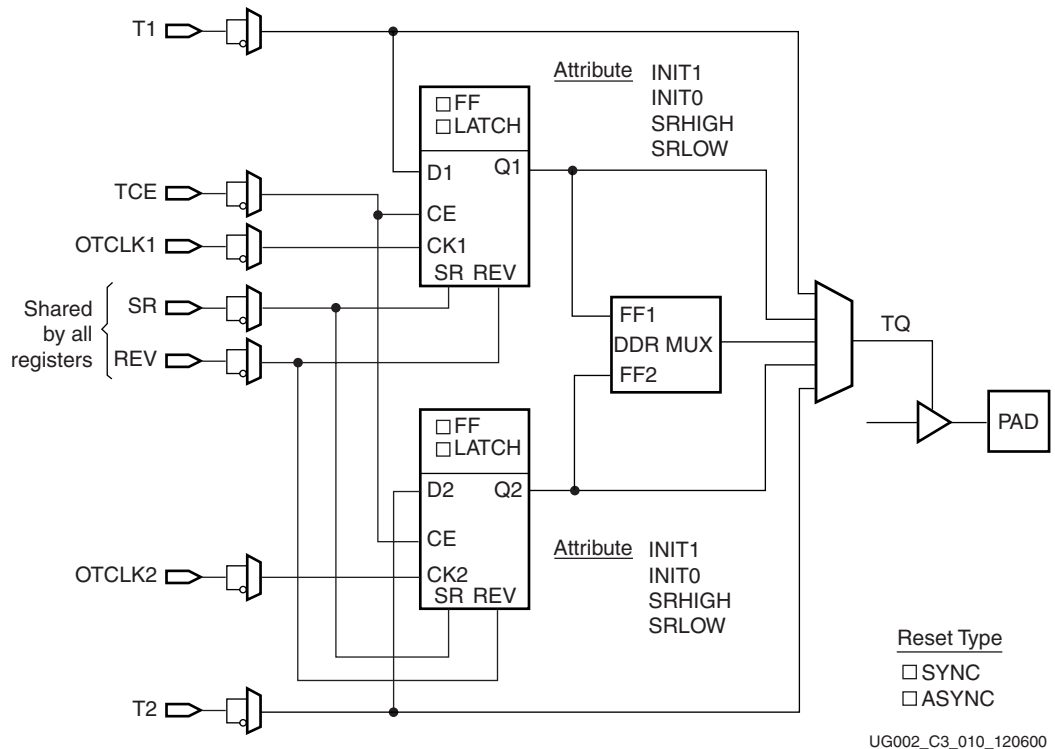 T1
Attribute INIT1
INIT0
SRHIGH
SRLOW
FF
LATCH
D1 Q1
TCE
CE
OTCLK1
CK1
SR REV
Shared
by all
registers
SR
REV
FF1
DDR MUX
FF2
TQ
PAD
FF
LATCH
D2 Q2
CE
Attribute INIT1
INIT0
SRHIGH
SRLOW
OTCLK2
CK2
SR REV
Reset Type
SYNC
ASYNC
T2
UG002_C3_010_120600